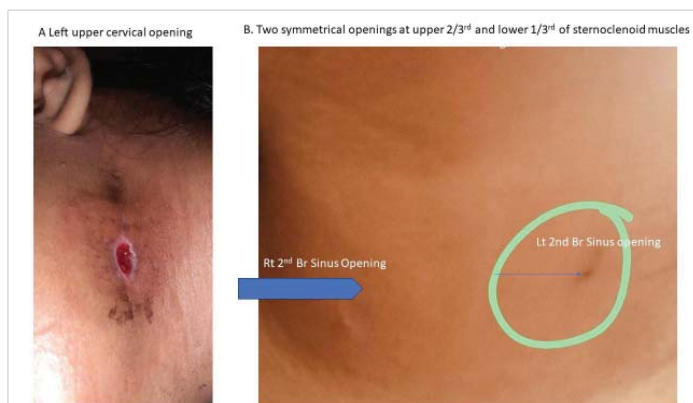 A Left upper cervical opening
B. Two symmetrical openings at upper 2/3rd and lower 1/3rd of sternoclenoid muscles
Lt 2nd Br Sinus opening
Rt 2nd Br Sinus Opening